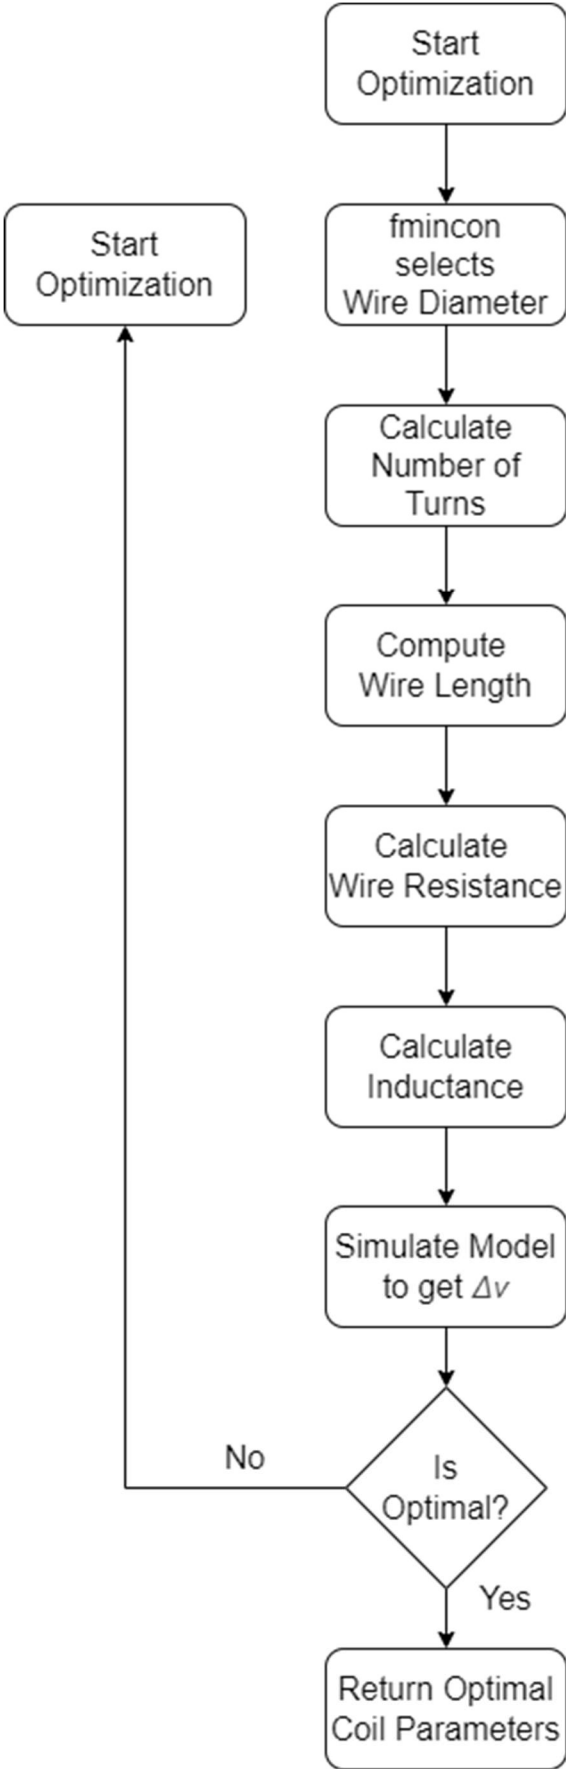 Start
Optimization
fmincon
selects
Wire Diameter
Start
Optimization
Calculate
Number of
Turns
Compute
Wire Length
Calculate
Wire Resistance
Calculate
Inductance
Simulate Model
to get Δv
Is
Optimal?
No
Yes
Return Optimal
Coil Parameters